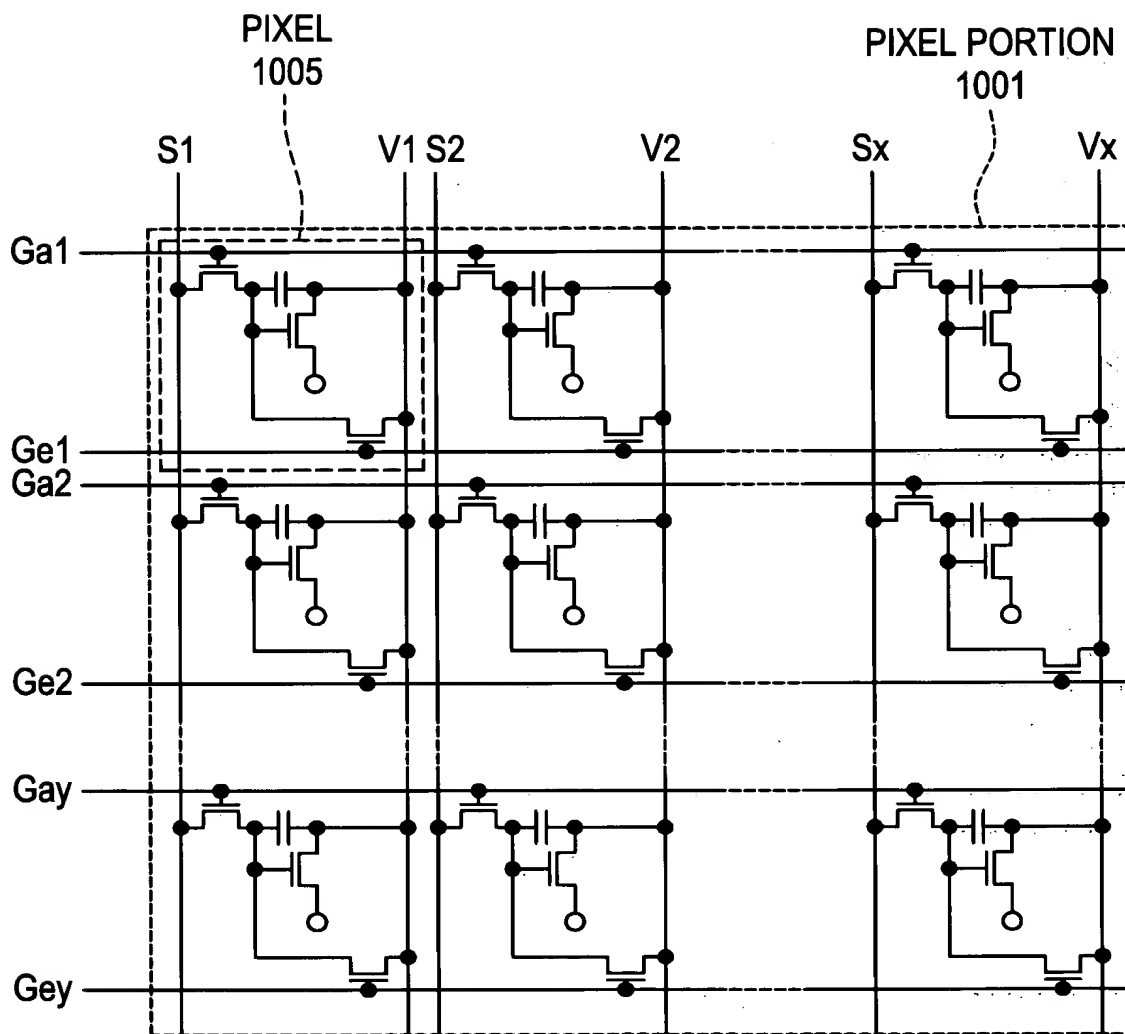 PIXEL
1005
PIXEL PORTION
1001
S1 V1 S2 V2 Sx Vx
Ga1
Ge1
Ga2
Ge2
Gay
Gey